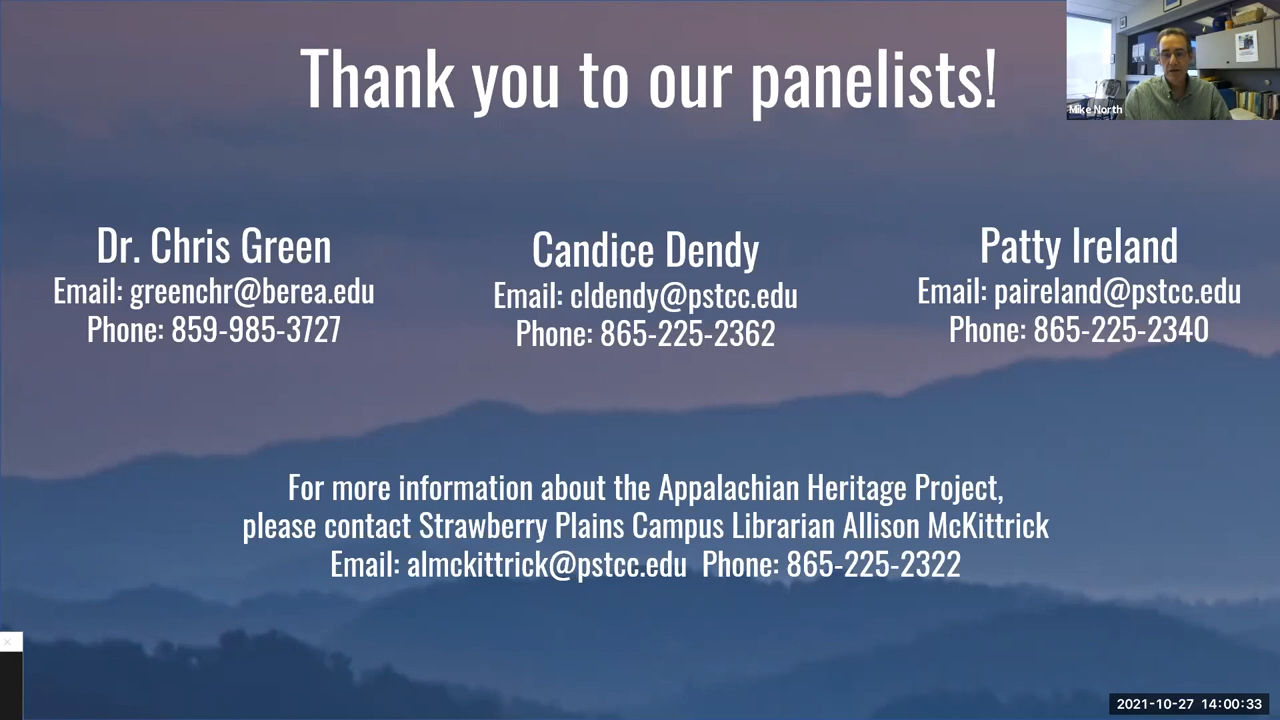 Thank you to our panelists!
Mike North
Dr. Chris Green
Email: greenchr@berea.edu
Phone: 859-985-3727
Candice Dendy
Email: cldendy@pstcc.edu
Phone: 865-225-2362
Patty Ireland
Email: paireland@pstcc.edu
Phone: 865-225-2340
For more information about the Appalachian Heritage Project,
please contact Strawberry Plains Campus Librarian Allison McKittrick
Email: almckittrick@pstcc.edu Phone: 865-225-2322
2021-10-27 14:00:33